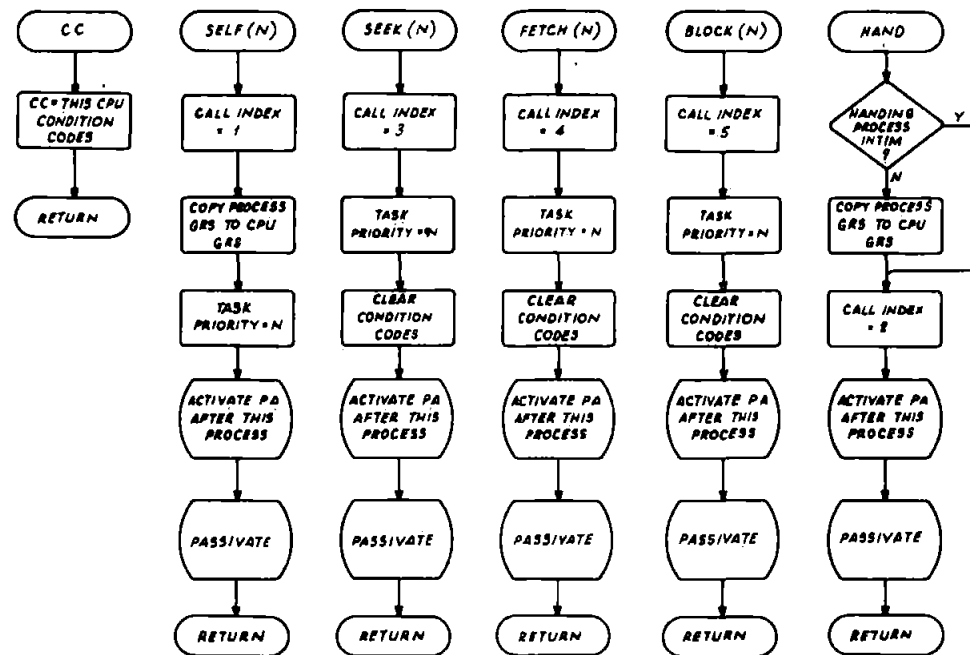 CC
CC = THIS CPU
CONDITION
CODES
RETURN
SELF (N)
CALL INDEX
= 1
COPY PROCESS
GRS TO CPU
GRS
TASK
PRIORITY = N
ACTIVATE PA
AFTER THIS
PROCESS
PASSIVATE
RETURN
SEEK (N)
CALL INDEX
= 3
TASK
PRIORITY = N
CLEAR
CONDITION
CODES
ACTIVATE PA
AFTER THIS
PROCESS
PASSIVATE
RETURN
FETCH (N)
CALL INDEX
= 4
TASK
PRIORITY = N
CLEAR
CONDITION
CODES
ACTIVATE PA
AFTER THIS
PROCESS
PASSIVATE
RETURN
BLOCK (N)
CALL INDEX
= 5
TASK
PRIORITY = N
CLEAR
CONDITION
CODES
ACTIVATE PA
AFTER THIS
PROCESS
PASSIVATE
RETURN
HAND
HANDING
PROCESS
INTIM
?
Y
N
COPY PROCESS
GRS TO CPU
GRS
CALL INDEX
= 2
ACTIVATE PA
AFTER THIS
PROCESS
PASSIVATE
RETURN